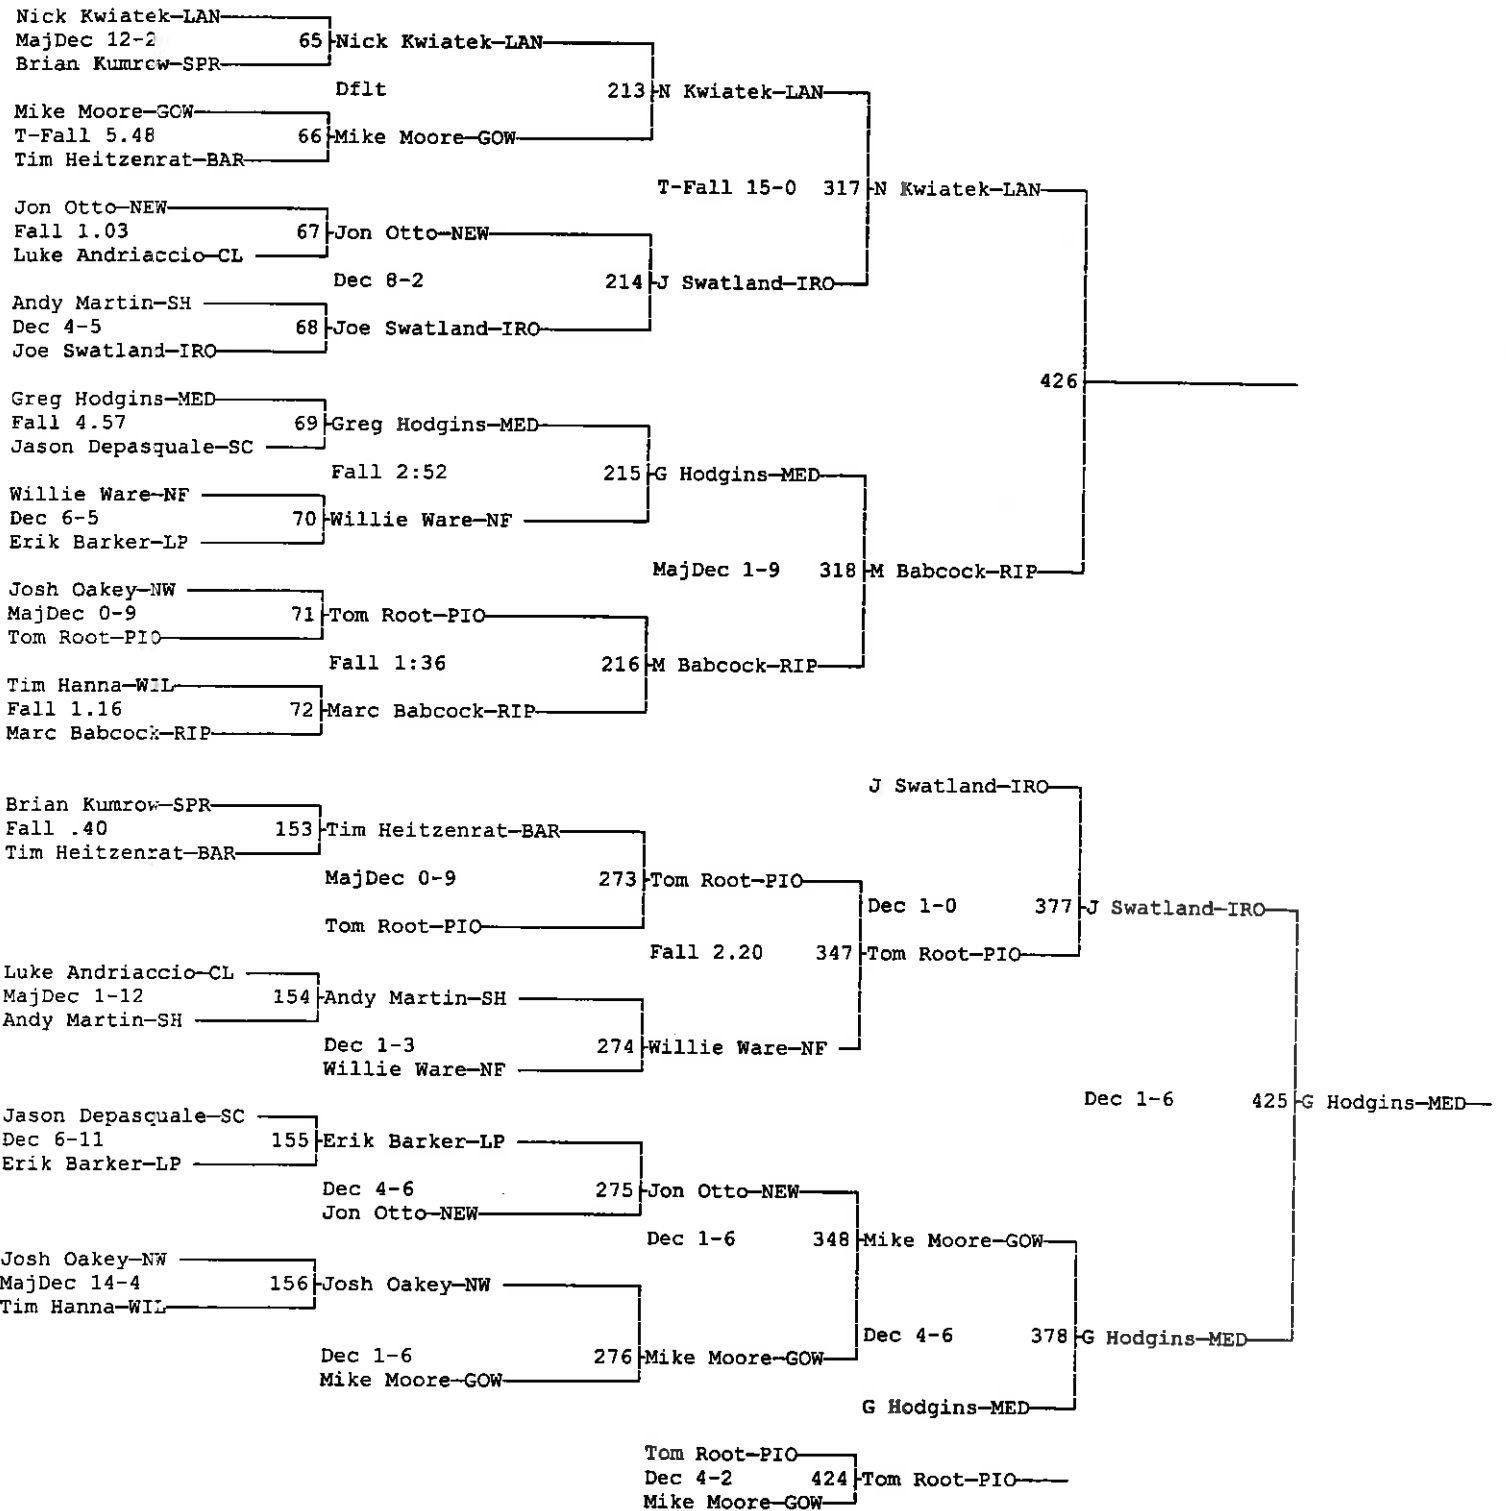 Nick Kwiatek-LAN
MajDec 12-2 65 Nick Kwiatek-LAN
Brian Kumrow-SPR
Dflt 213 N Kwiatek-LAN
Mike Moore-GOW
T-Fall 5.48 66 Mike Moore-GOW
Tim Heitzenrat-BAR
T-Fall 15-0 317 N Kwiatek-LAN
Jon Otto-NEW
Fall 1.03 67 Jon Otto-NEW
Luke Andriaccio-CL
Dec 8-2 214 J Swatland-IRO
Andy Martin-SH
Dec 4-5 68 Joe Swatland-IRO
Joe Swatland-IRO
426
Greg Hodgins-MED
Fall 4.57 69 Greg Hodgins-MED
Jason Depasquale-SC
Fall 2:52 215 G Hodgins-MED
Willie Ware-NF
Dec 6-5 70 Willie Ware-NF
Erik Barker-LP
MajDec 1-9 318 M Babcock-RIP
Josh Oakey-NW
MajDec 0-9 71 Tom Root-PIO
Tom Root-PIO
Fall 1:36 216 M Babcock-RIP
Tim Hanna-WIL
Fall 1.16 72 Marc Babcock-RIP
Marc Babcock-RIP
J Swatland-IRO
Brian Kumrow-SPR
Fall .40 153 Tim Heitzenrat-BAR
Tim Heitzenrat-BAR
MajDec 0-9 273 Tom Root-PIO
Dec 1-0 377 J Swatland-IRO
Tom Root-PIO
Fall 2.20 347 Tom Root-PIO
Luke Andriaccio-CL
MajDec 1-12 154 Andy Martin-SH
Andy Martin-SH
Dec 1-3 274 Willie Ware-NF
Willie Ware-NF
Dec 1-6 425 G Hodgins-MED
Jason Depasquale-SC
Dec 6-11 155 Erik Barker-LP
Erik Barker-LP
Dec 4-6 275 Jon Otto-NEW
Jon Otto-NEW
Dec 1-6 348 Mike Moore-GOW
Josh Oakey-NW
MajDec 14-4 156 Josh Oakey-NW
Tim Hanna-WIL
Dec 4-6 378 G Hodgins-MED
Dec 1-6 276 Mike Moore-GOW
Mike Moore-GOW
G Hodgins-MED
Tom Root-PIO
Dec 4-2 424 Tom Root-PIO
Mike Moore-GOW